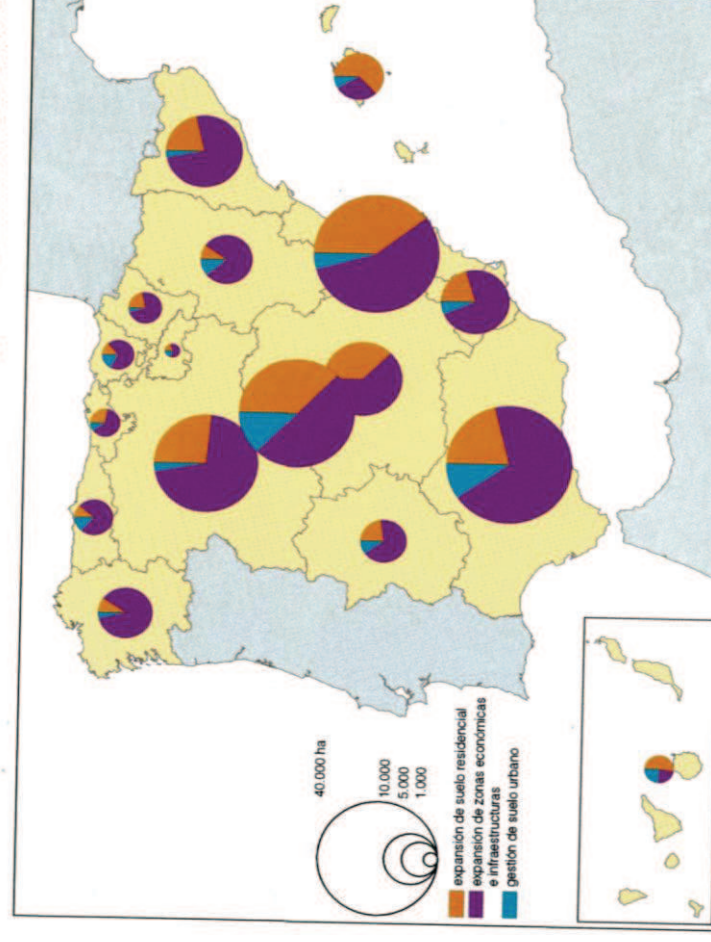 40.000 ha
10.000
5.000
1.000
expansión de suelo residencial
expansión de zonas económicas
e infraestructuras
gestión de suelo urbano